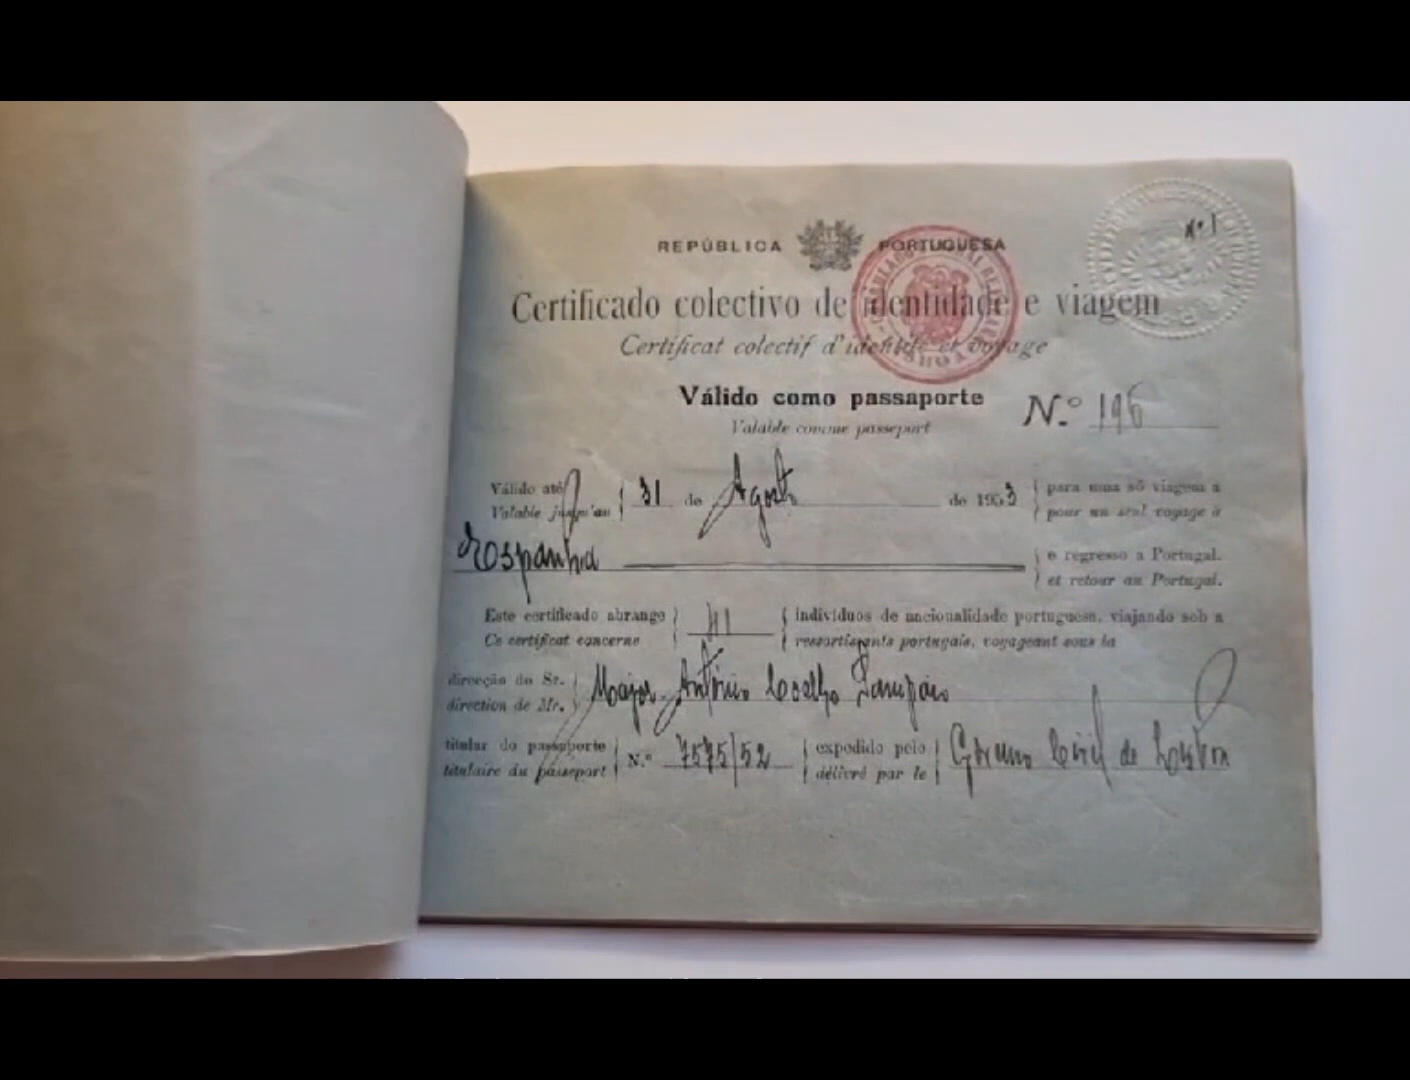 Nº 1
REPÚBLICA PORTUGUESA
Certificado colectivo de identidade e viagem
Certificat colectif d'identité et voyage
Válido como passaporte N.º 196
Valable comme passeport
Válido até 31 de Agosto de 1953 para uma só viagem a
Valable jusqu'au pour un seul voyage à
Espanha e regresso a Portugal.
et retour au Portugal.
Este certificado abrange 41 indivíduos de nacionalidade portuguesa, viajando sob a
Ce certificat concerne ressortissants portugais, voyageant sous la
direcção do Sr. Major António Coelho Sampaio
direction de Mr.
titular do passaporte N.º 7575/52 expedido pelo Governo Civil de Lisboa
titulaire du passeport délivré par le